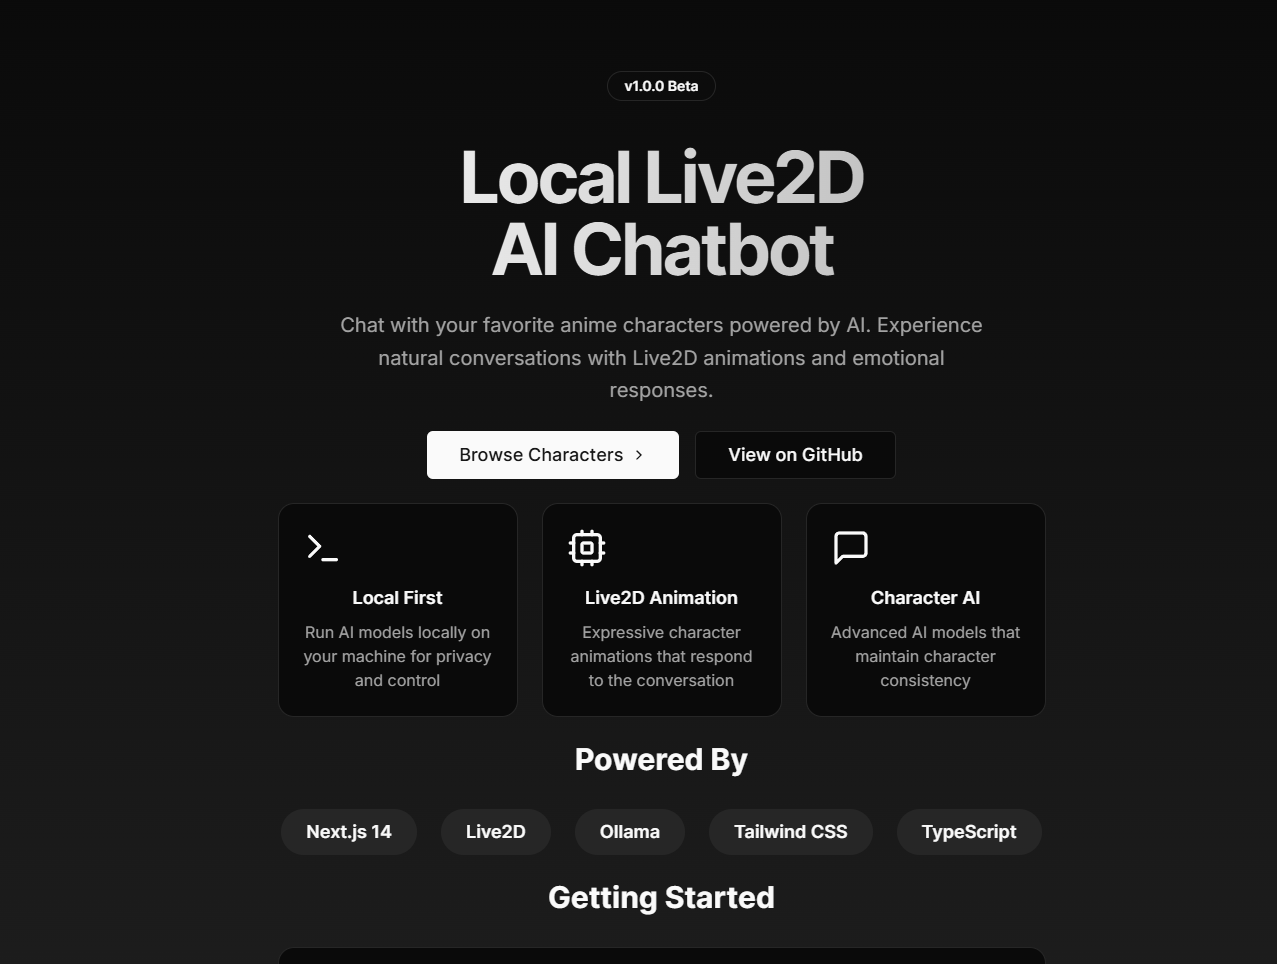 v1.0.0 Beta
Local Live2D
AI Chatbot
Chat with your favorite anime characters powered by AI. Experience
natural conversations with Live2D animations and emotional
responses.
Browse Characters
View on GitHub
Local First
Run AI models locally on
your machine for privacy
and control
Live2D Animation
Expressive character
animations that respond
to the conversation
Character AI
Advanced AI models that
maintain character
consistency
Powered By
Next.js 14
Live2D
Ollama
Tailwind CSS
TypeScript
Getting Started